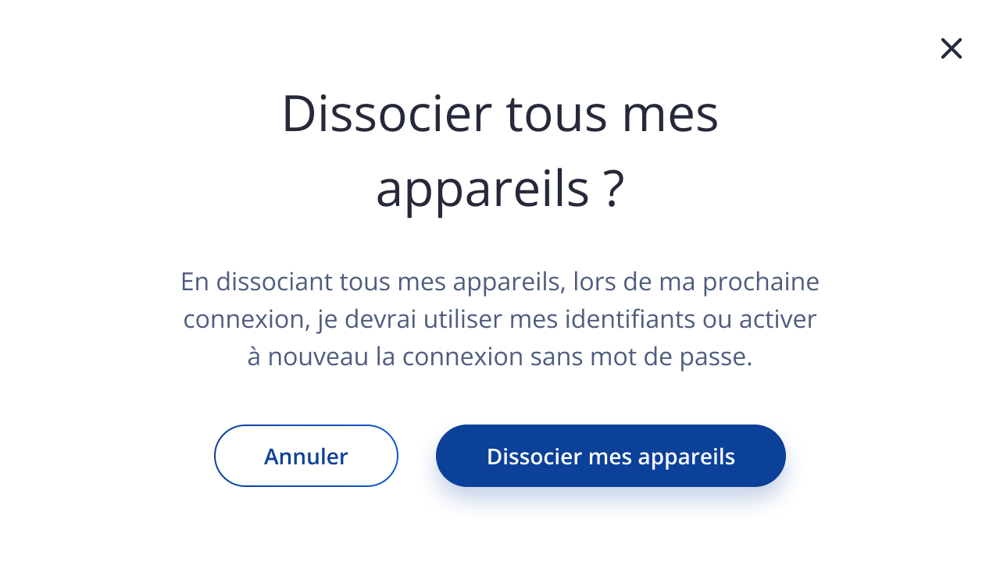 Dissocier tous mes
appareils ?
En dissociant tous mes appareils, lors de ma prochaine
connexion, je devrai utiliser mes identifiants ou activer
à nouveau la connexion sans mot de passe.
Annuler
Dissocier mes appareils